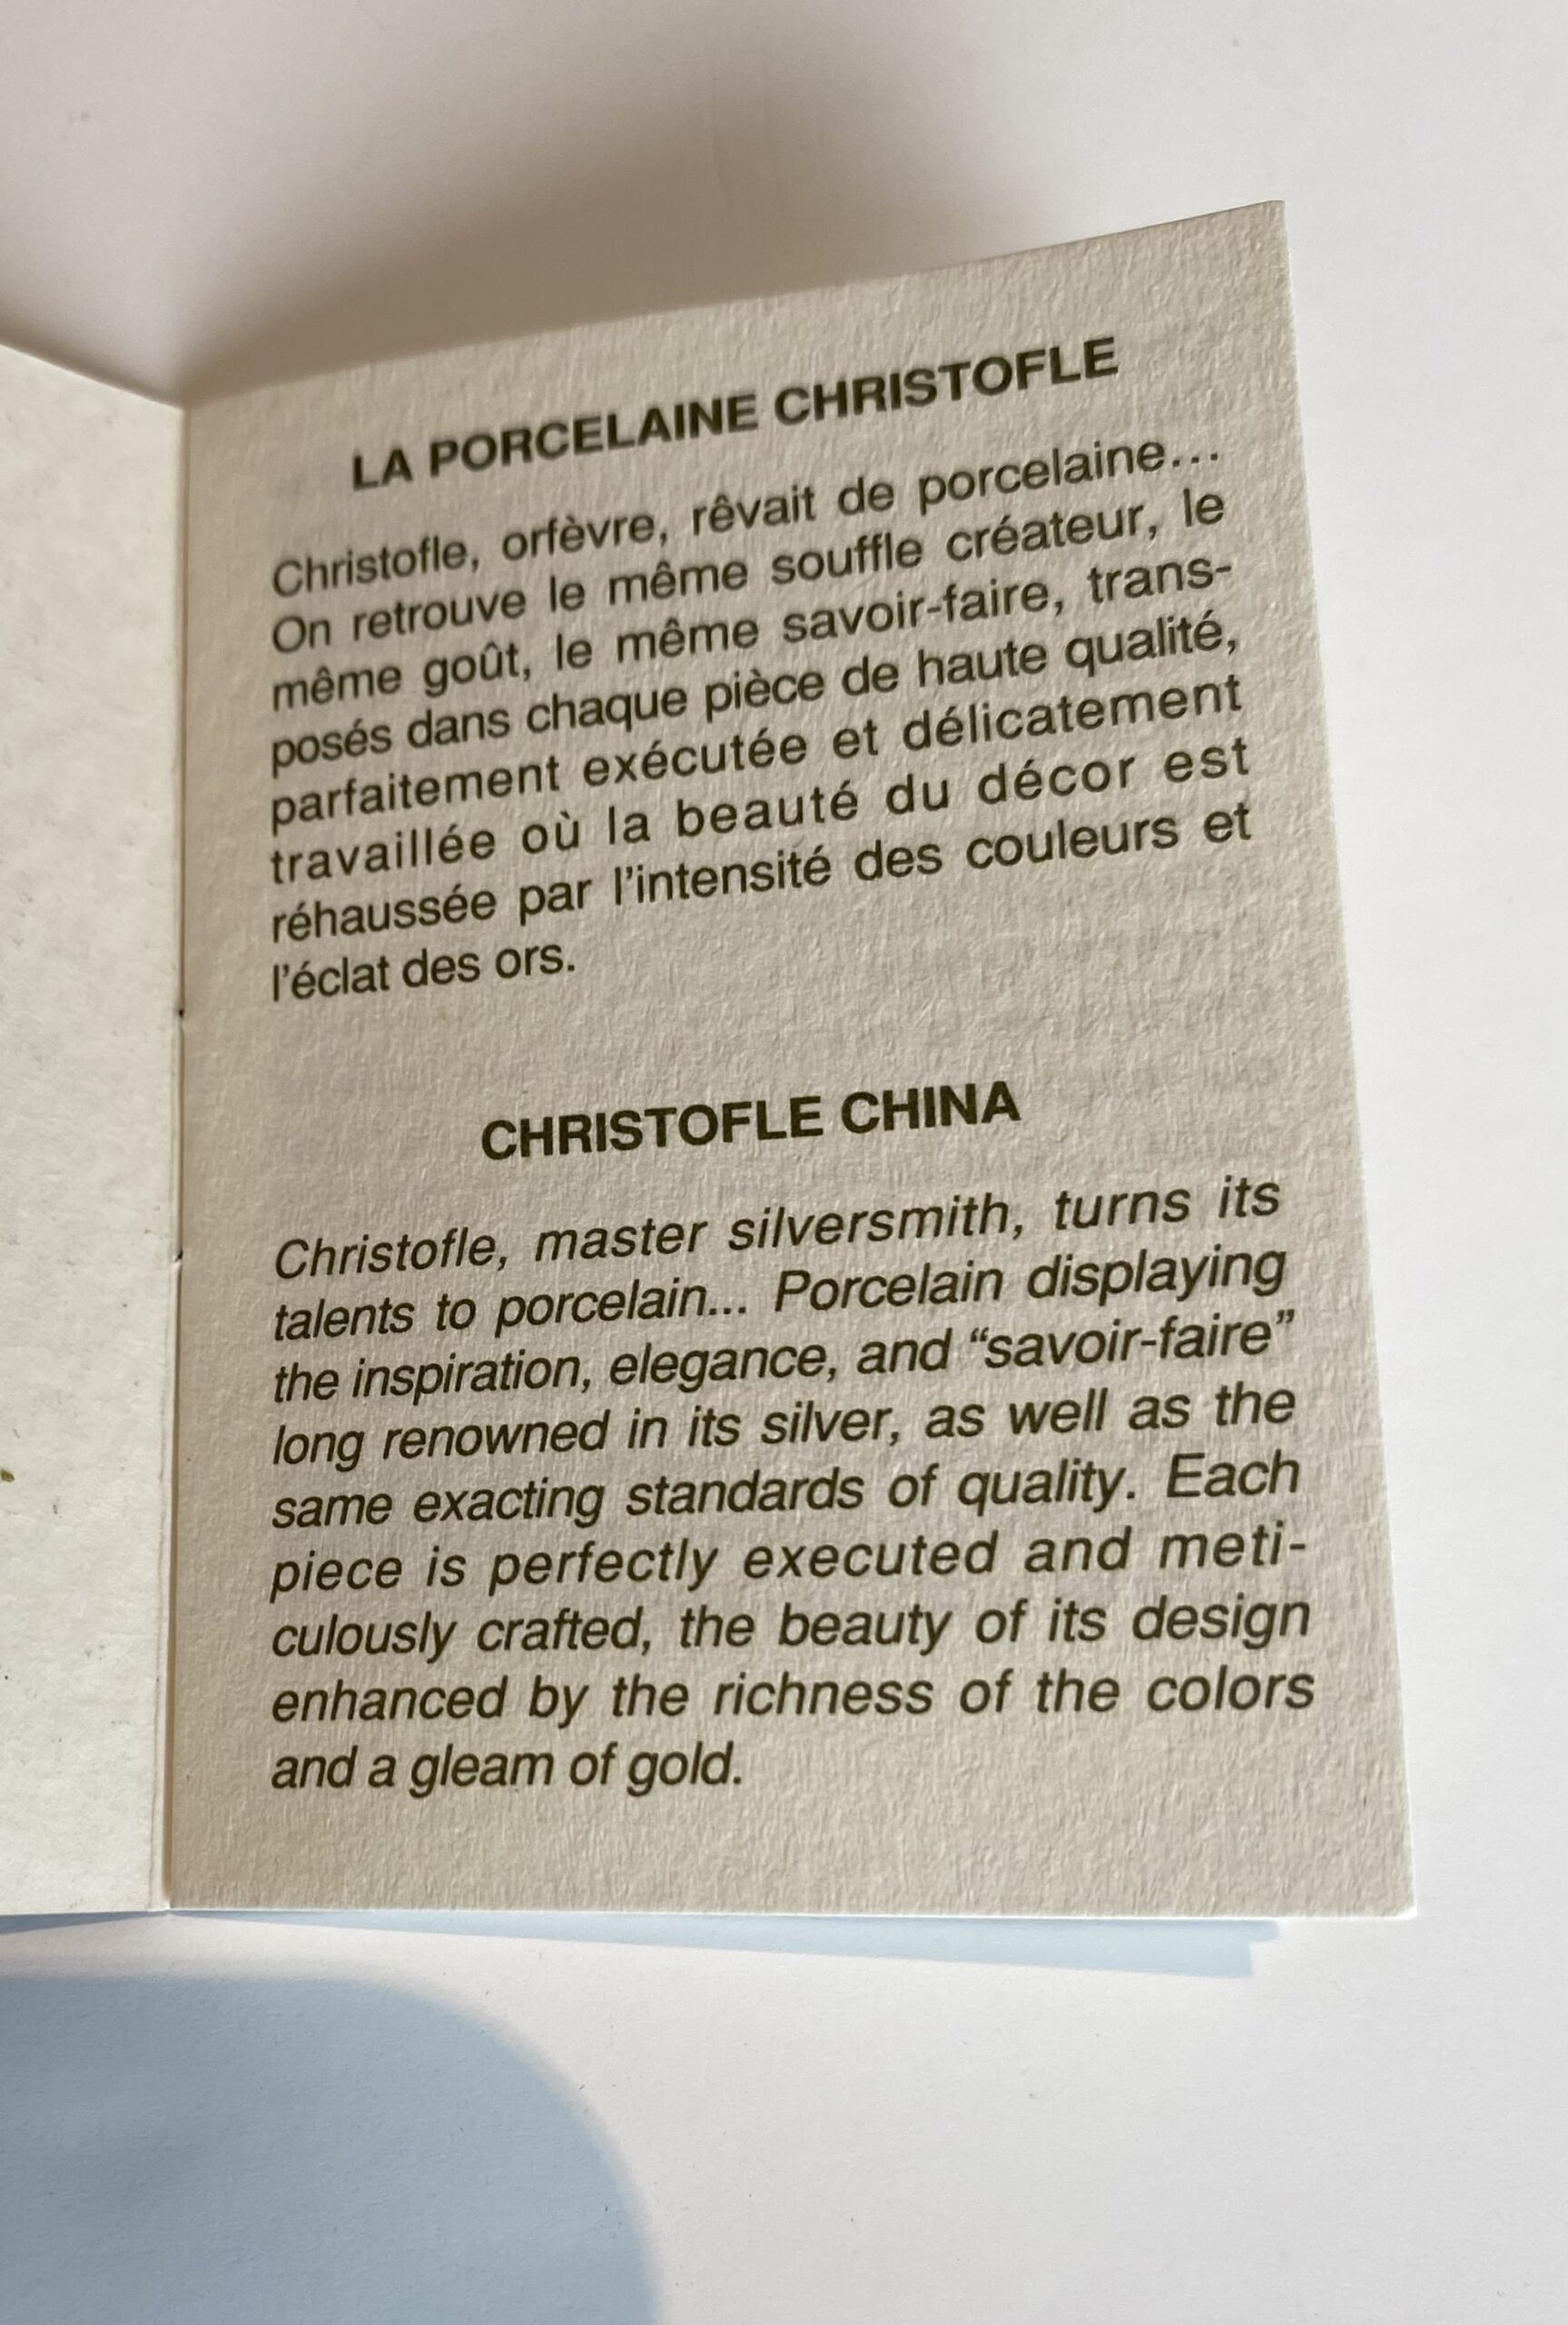 LA PORCELAINE CHRISTOFLE
Christofle, orfèvre, rêvait de porcelaine...
On retrouve le même souffle créateur, le
même goût, le même savoir-faire, trans-
posés dans chaque pièce de haute qualité,
parfaitement exécutée et délicatement
travaillée où la beauté du décor est
réhaussée par l'intensité des couleurs et
l'éclat des ors.
CHRISTOFLE CHINA
Christofle, master silversmith, turns its
talents to porcelain... Porcelain displaying
the inspiration, elegance, and “savoir-faire”
long renowned in its silver, as well as the
same exacting standards of quality. Each
piece is perfectly executed and meti-
culously crafted, the beauty of its design
enhanced by the richness of the colors
and a gleam of gold.